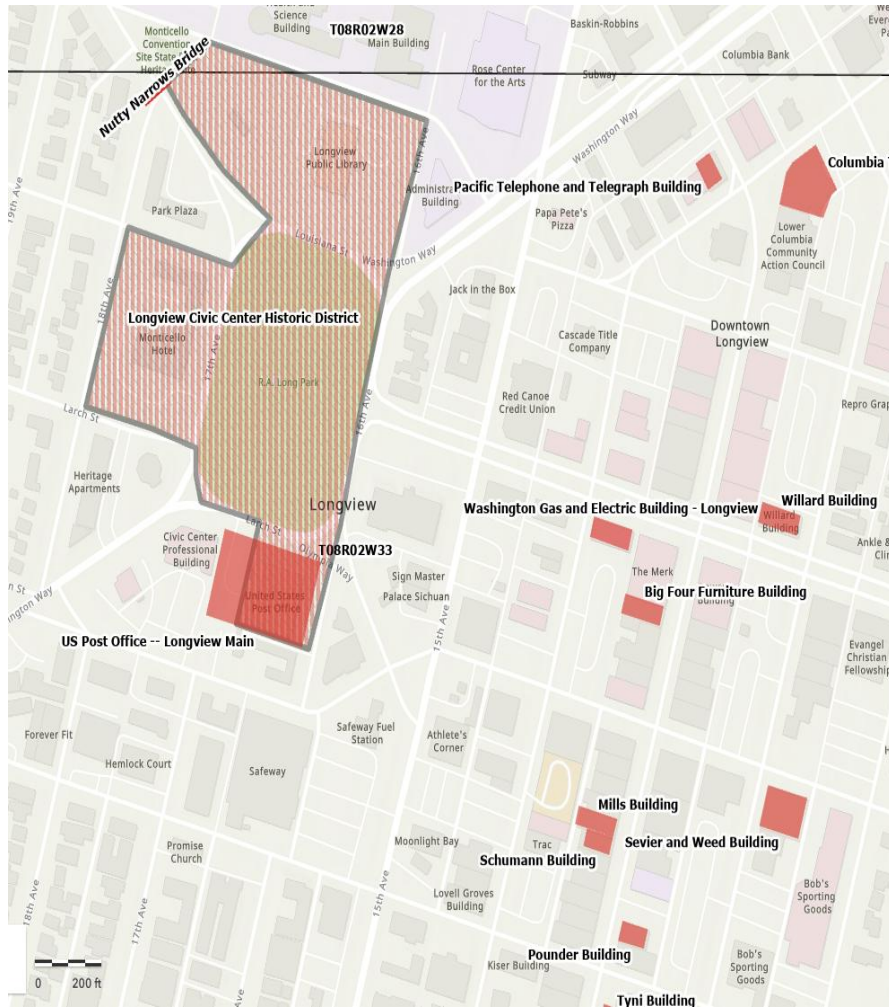 Science
Building
T08R02W28
Main Building
Baskin-Robbins
Monticello
Convention
Site State
Nutty Narrows Bridge
Rose Center
for the Arts
Columbia Bank
Subway
Washington Way
16th Ave
Longview
Public Library
Administra
Building
Pacific Telephone and Telegraph Building
Columbia T
19th Ave
Park Plaza
Papa Pete's
Pizza
Lower
Columbia
Community
Action Council
Louisiana St
Washington Way
18th Ave
Jack in the Box
Longview Civic Center Historic District
Monticello
Hotel
17th Ave
Cascade Title
Company
Downtown
Longview
R.A. Long Park
16th Ave
Red Canoe
Credit Union
Repro Grap
Larch St
Heritage
Apartments
Longview
Washington Gas and Electric Building - Longview
Willard Building
Willard
Building
Larch St
Olympia Way
T08R02W33
Civic Center
Professional
Building
Ankle &
Clin
Sign Master
Palace Sichuan
The Merk
Big Four Furniture Building
Building
United States
Post Office
n St
ington Way
15th Ave
US Post Office -- Longview Main
Evangel
Christian
Fellowship
Forever Fit
Safeway Fuel
Station
Athlete's
Corner
Hemlock Court
Safeway
Mills Building
Promise
Church
Moonlight Bay
Trac
Schumann Building
Sevier and Weed Building
Lovell Groves
Building
Bob's
Sporting
Goods
18th Ave
17th Ave
15th Ave
Pounder Building
Kiser Building
Bob's
Sporting
Goods
0 200 ft
Tyni Building